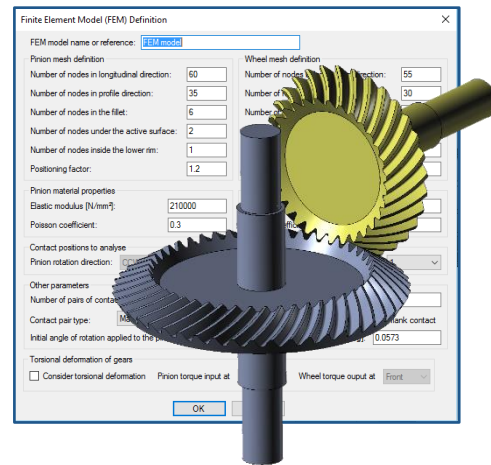 Finite Element Model (FEM) Definition
FEM model name or reference: FEM model
Pinion mesh definition
Wheel mesh definition
Number of nodes in longitudinal direction: 60
Number of nodes direction: 55
Number of nodes in profile direction: 35
Number of 30
Number of nodes in the fillet: 6
Number
Number of nodes under the active surface: 2
Number of nodes inside the lower rim: 1
Positioning factor: 1.2
Pinion material properties
Elastic modulus [N/mm²]: 210000
Poisson coefficient: 0.3
Contact positions to analyse
Pinion rotation direction:
Other parameters
Number of pairs of
Contact pair type: contact
Initial angle of rotation applied to the 0.0573
Torsional deformation of gears
Consider torsional deformation Pinion torque input at Wheel torque ouput at Front
OK